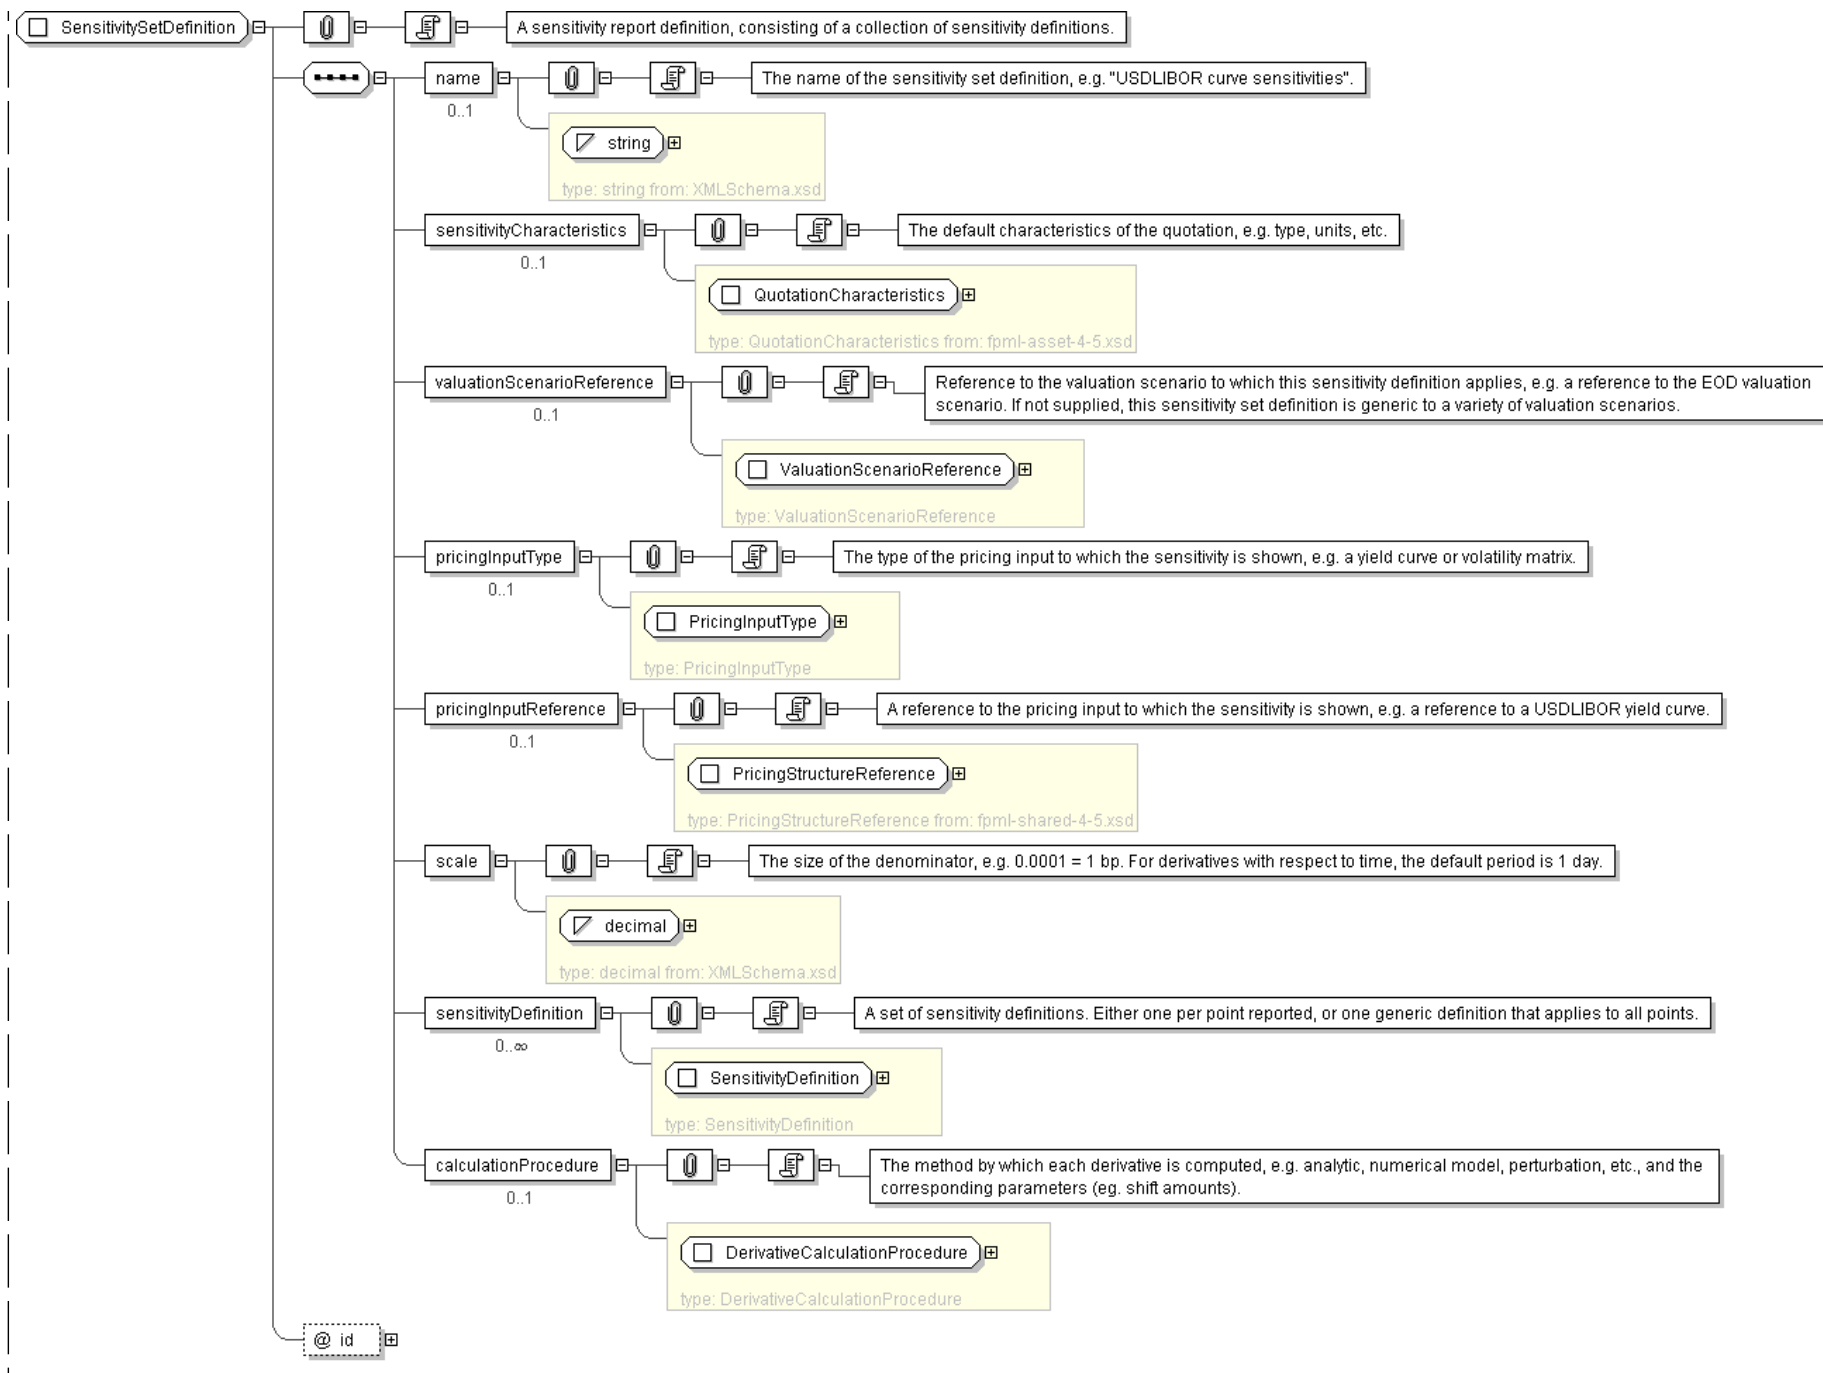 SensitivitySetDefinition
A sensitivity report definition, consisting of a collection of sensitivity definitions.
name
The name of the sensitivity set definition, e.g. "USDLIBOR curve sensitivities".
0..1
string
type: string from: XMLSchema.xsd
sensitivityCharacteristics
The default characteristics of the quotation, e.g. type, units, etc.
0..1
QuotationCharacteristics
type: QuotationCharacteristics from: fpml-asset-4-5.xsd
valuationScenarioReference
Reference to the valuation scenario to which this sensitivity definition applies, e.g. a reference to the EOD valuation
scenario. If not supplied, this sensitivity set definition is generic to a variety of valuation scenarios.
0..1
ValuationScenarioReference
type: ValuationScenarioReference
pricingInputType
The type of the pricing input to which the sensitivity is shown, e.g. a yield curve or volatility matrix.
0..1
PricingInputType
type: PricingInputType
pricingInputReference
A reference to the pricing input to which the sensitivity is shown, e.g. a reference to a USDLIBOR yield curve.
0..1
PricingStructureReference
type: PricingStructureReference from: fpml-shared-4-5.xsd
scale
The size of the denominator, e.g. 0.0001 = 1 bp. For derivatives with respect to time, the default period is 1 day.
decimal
type: decimal from: XMLSchema.xsd
sensitivityDefinition
A set of sensitivity definitions. Either one per point reported, or one generic definition that applies to all points.
0..∞
SensitivityDefinition
type: SensitivityDefinition
calculationProcedure
The method by which each derivative is computed, e.g. analytic, numerical model, perturbation, etc., and the
corresponding parameters (eg. shift amounts).
0..1
DerivativeCalculationProcedure
type: DerivativeCalculationProcedure
@ id